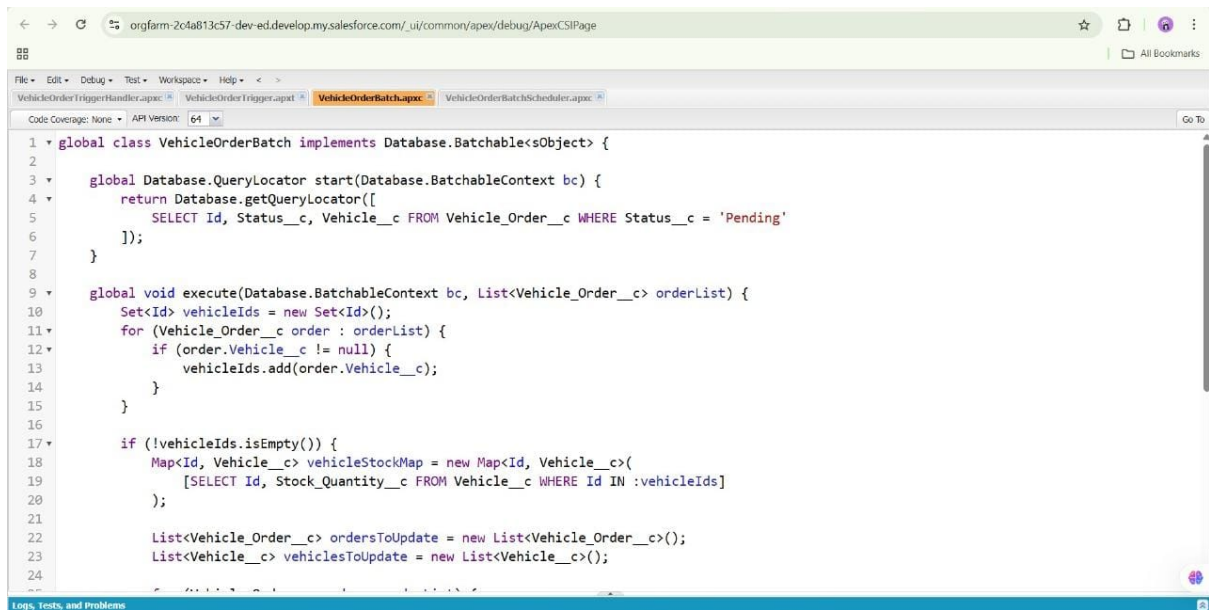 orgfarm-2c4a813c57-dev-ed.develop.my.salesforce.com/_ui/common/apex/debug/ApexCSIPage
All Bookmarks
File Edit Debug Test Workspace Help < >
VehicleOrderTriggerHandler.apxc VehicleOrderTrigger.apxt VehicleOrderBatch.apxc VehicleOrderBatchScheduler.apxc
Code Coverage: None API Version: 64 Go To
1 global class VehicleOrderBatch implements Database.Batchable<sObject> {
2
3 global Database.QueryLocator start(Database.BatchableContext bc) {
4 return Database.getQueryLocator([
5 SELECT Id, Status__c, Vehicle__c FROM Vehicle_Order__c WHERE Status__c = 'Pending'
6 ]);
7 }
8
9 global void execute(Database.BatchableContext bc, List<Vehicle_Order__c> orderList) {
10 Set<Id> vehicleIds = new Set<Id>();
11 for (Vehicle_Order__c order : orderList) {
12 if (order.Vehicle__c != null) {
13 vehicleIds.add(order.Vehicle__c);
14 }
15 }
16
17 if (!vehicleIds.isEmpty()) {
18 Map<Id, Vehicle__c> vehicleStockMap = new Map<Id, Vehicle__c>(
19 [SELECT Id, Stock_Quantity__c FROM Vehicle__c WHERE Id IN :vehicleIds]
20 );
21
22 List<Vehicle_Order__c> ordersToUpdate = new List<Vehicle_Order__c>();
23 List<Vehicle__c> vehiclesToUpdate = new List<Vehicle__c>();
24
Logs, Tests, and Problems